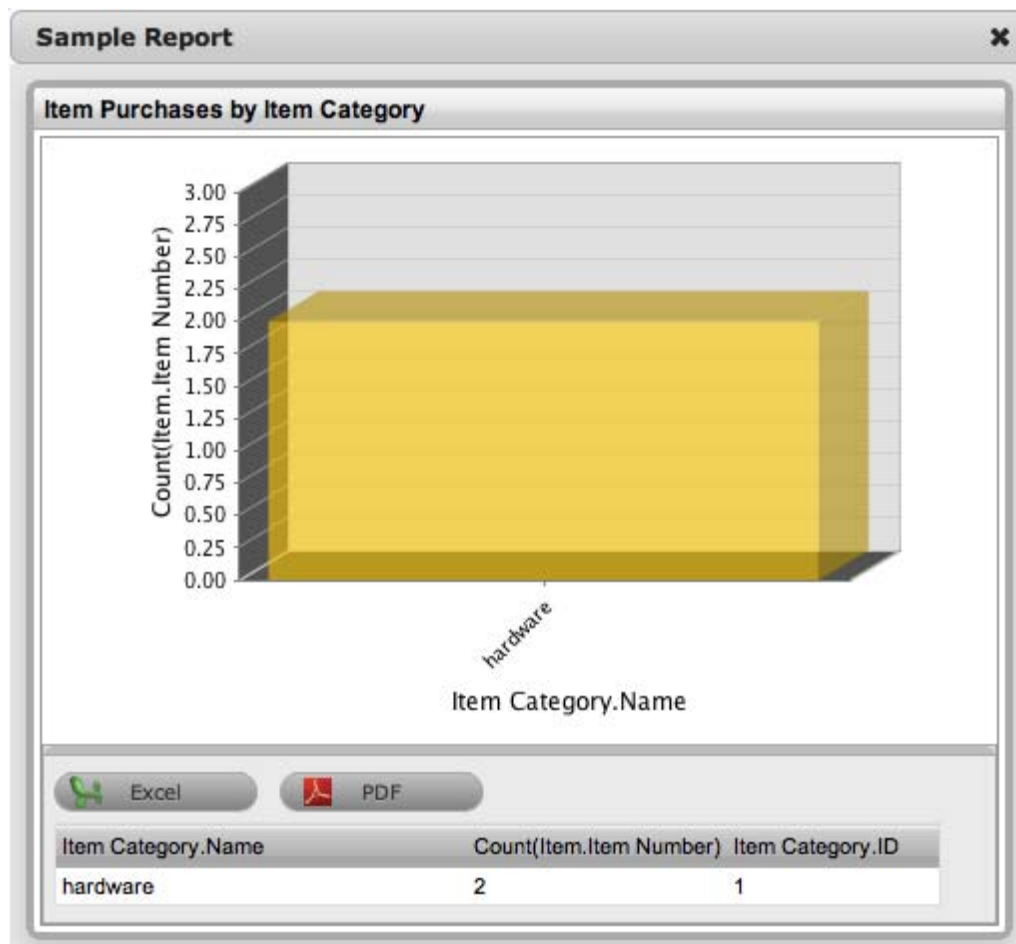 Sample Report
Item Purchases by Item Category
3.00
2.75
2.50
2.25
2.00
1.75
1.50
1.25
1.00
0.75
0.50
0.25
0.00
Count(Item.Item Number)
hardware
Item Category.Name
Excel PDF
Item Category.Name Count(Item.Item Number) Item Category.ID
hardware 2 1